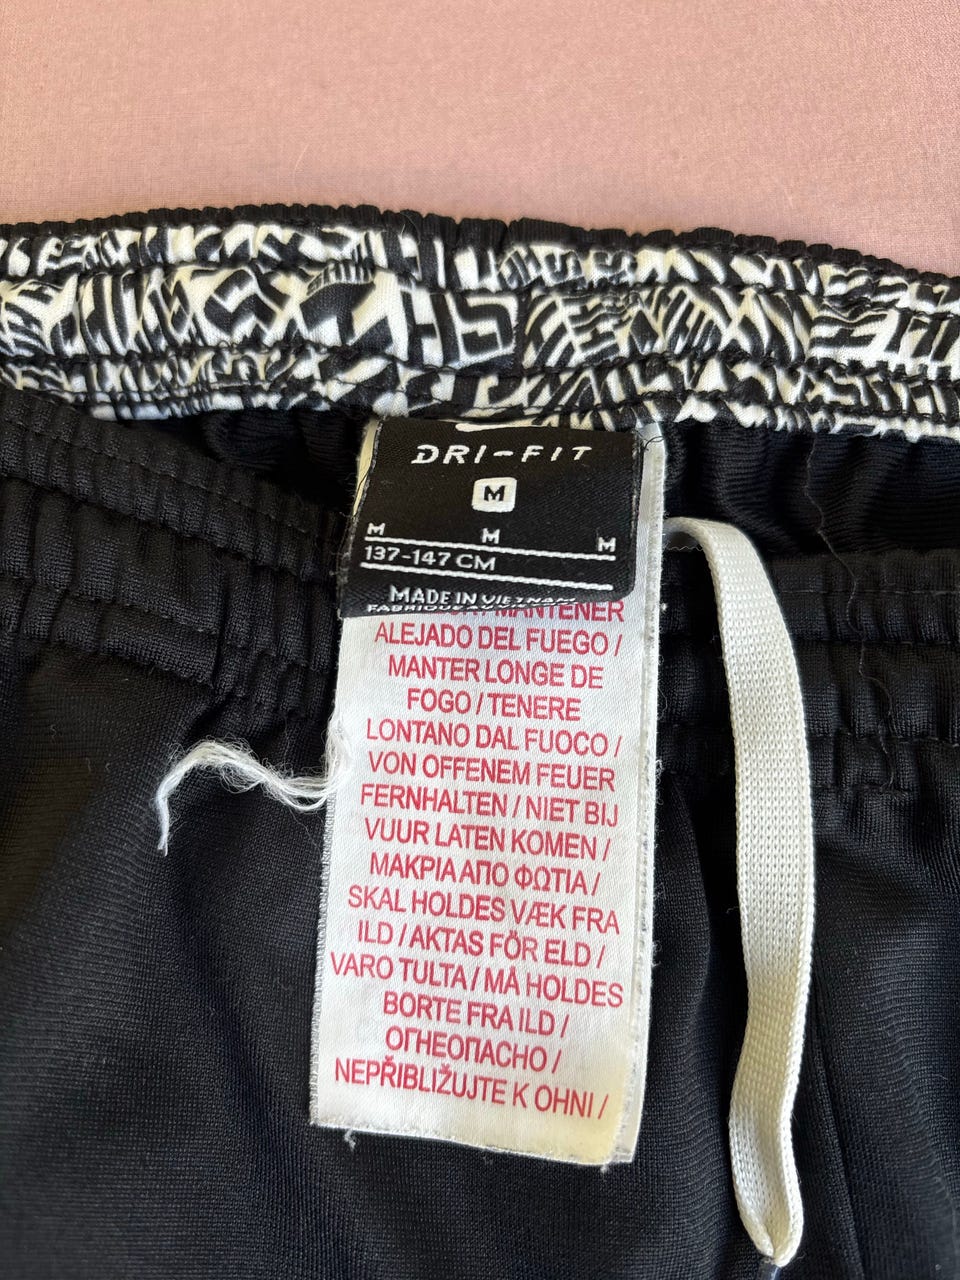 DRI-FIT
M
M M M
137-147 CM
MADE IN VIETNAM
MANTENER
ALEJADO DEL FUEGO /
MANTER LONGE DE
FOGO / TENERE
LONTANO DAL FUOCO /
VON OFFENEM FEUER
FERNHALTEN / NIET BIJ
VUUR LATEN KOMEN /
ΜΑΚΡΙΑ ΑΠΟ ΦΩΤΙΑ /
SKAL HOLDES VÆK FRA
ILD / AKTAS FÖR ELD /
VARO TULTA / MÅ HOLDES
BORTE FRA ILD /
ОГНЕОПАСНО /
NEPŘIBLIŽUJTE K OHNI /